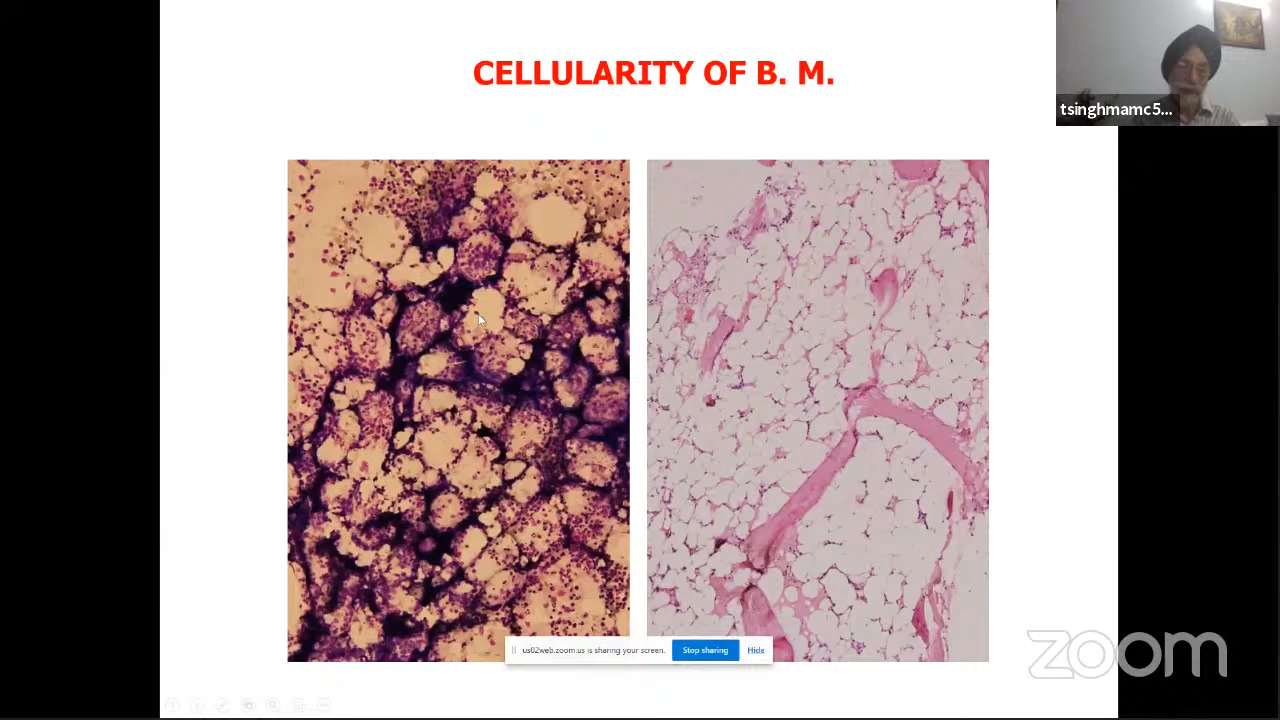 CELLULARITY OF B. M.
tsinghmamc5...
us02web.zoom.us is sharing your screen.
Stop sharing
Hide
zoom